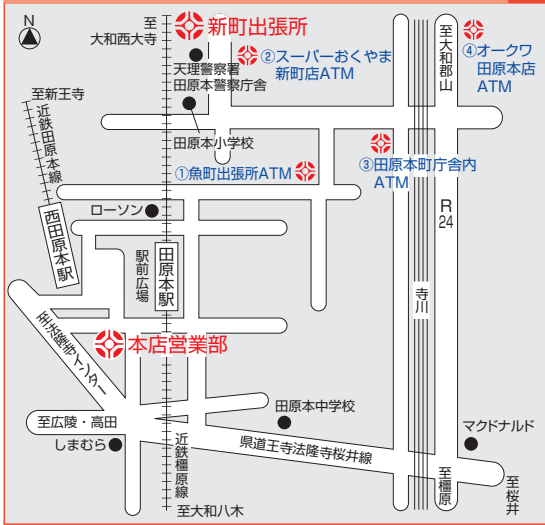 N
至
大和西大寺
新町出張所
②スーパーおくやま
新町店ATM
天理警察署
田原本警察庁舎
至大和郡山
④オークワ
田原本店
ATM
至新王寺
近鉄田原本線
田原本小学校
①魚町出張所ATM
③田原本町庁舎内
ATM
ローソン
R
24
西田原本駅
駅前広場
田原本駅
寺川
至法隆寺インター
本店営業部
至広陵・高田
しまむら
近鉄橿原線
田原本中学校
県道王寺法隆寺桜井線
マクドナルド
至橿原
至桜井
至大和八木